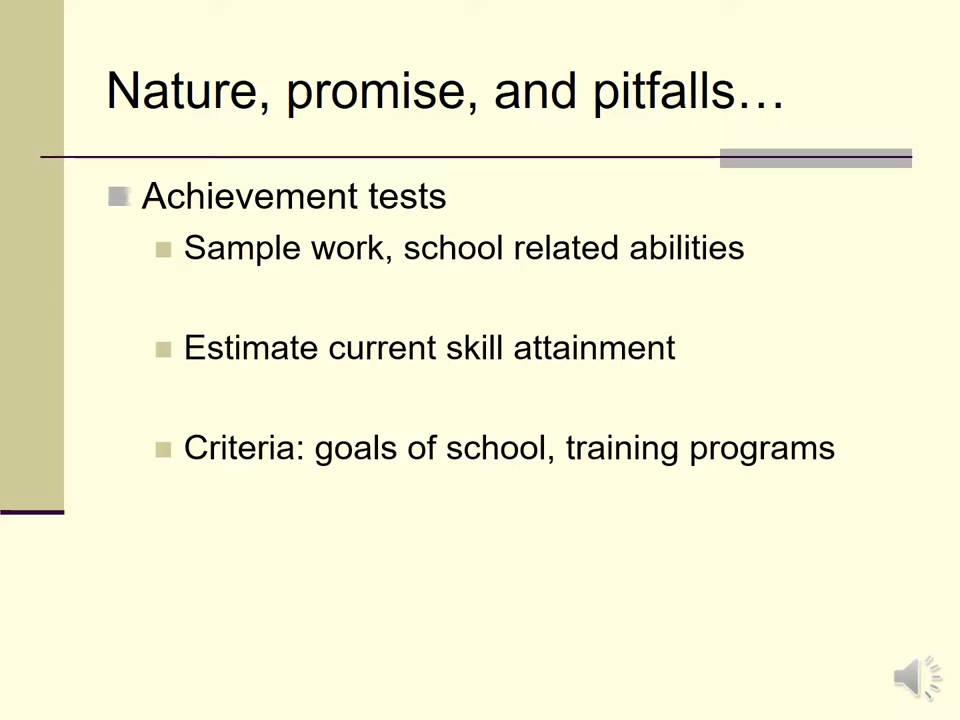 Nature, promise, and pitfalls…
Achievement tests
Sample work, school related abilities
Estimate current skill attainment
Criteria: goals of school, training programs